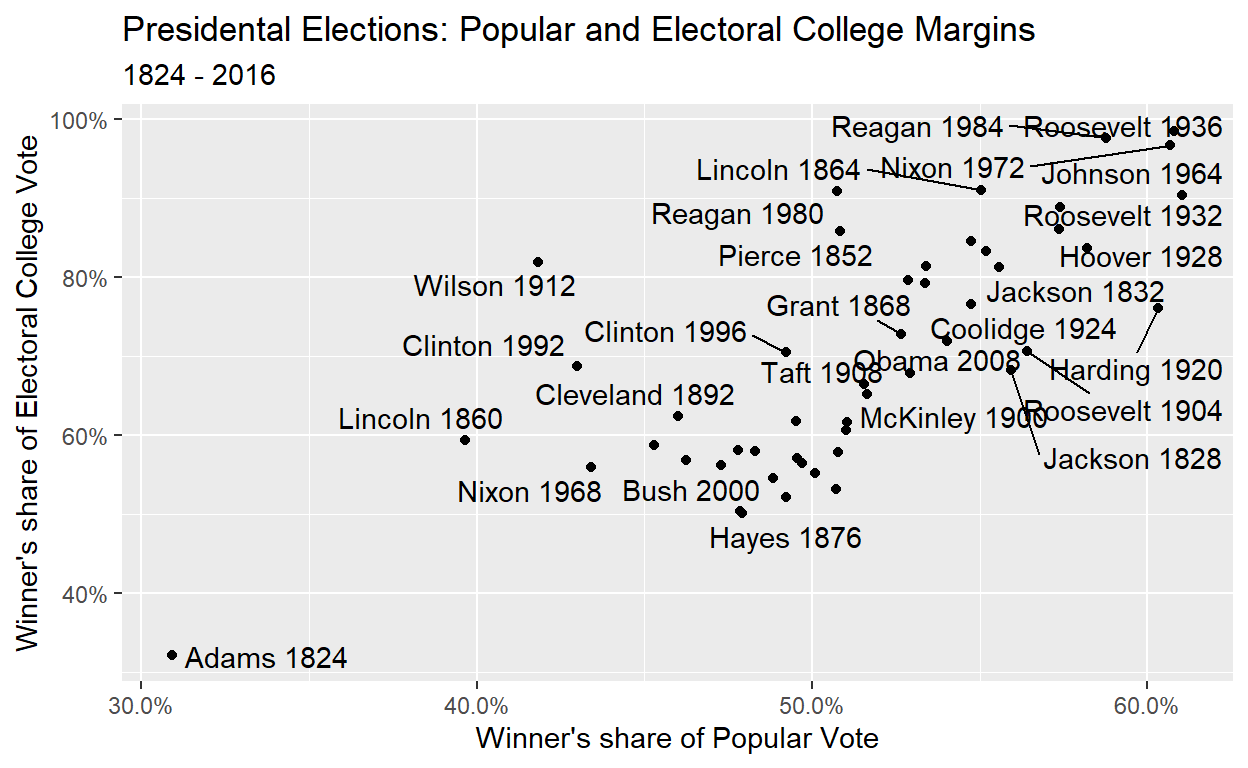 Presidental Elections: Popular and Electoral College Margins
1824 - 2016
Winner's share of Electoral College Vote
100%
80%
60%
40%
Reagan 1984
Roosevelt 1936
Lincoln 1864
Nixon 1972
Johnson 1964
Reagan 1980
Roosevelt 1932
Pierce 1852
Hoover 1928
Wilson 1912
Jackson 1832
Grant 1868
Clinton 1996
Coolidge 1924
Clinton 1992
Obama 2008
Taft 1908
Harding 1920
Cleveland 1892
Lincoln 1860
McKinley 1900
Roosevelt 1904
Jackson 1828
Nixon 1968
Bush 2000
Hayes 1876
Adams 1824
30.0%
40.0%
50.0%
60.0%
Winner's share of Popular Vote